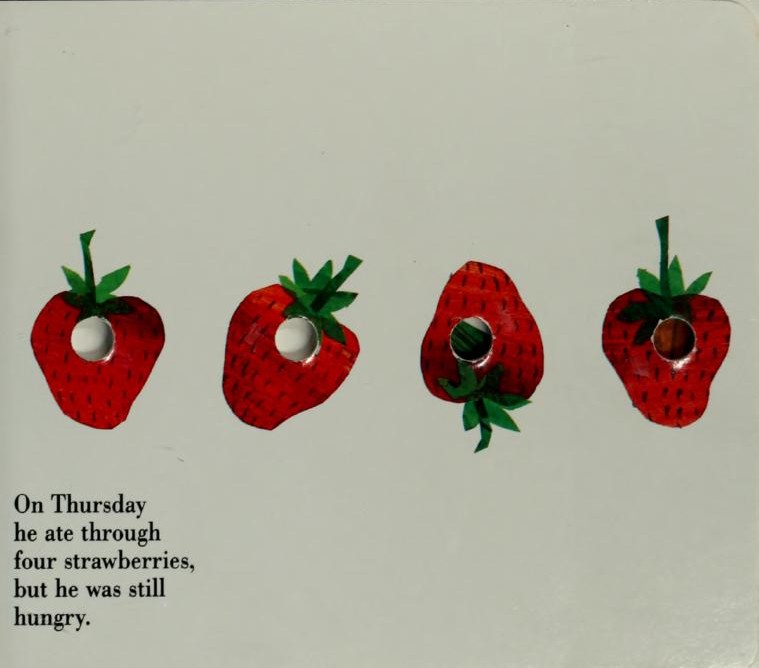 On Thursday
he ate through
four strawberries,
but he was still
hungry.